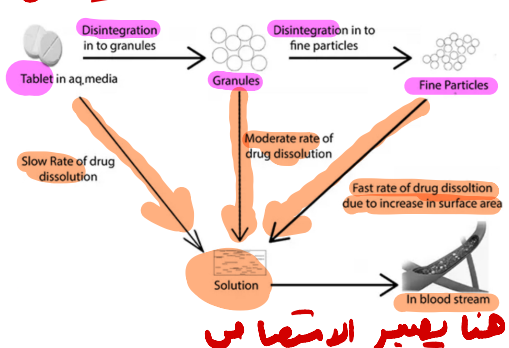 Disintegration
in to granules
Disintegration in to
fine particles
Tablet in aq.media
Granules
Fine Particles
Slow Rate of drug
dissolution
Moderate rate of
drug dissolution
Fast rate of drug dissoltion
due to increase in surface area
Solution
In blood stream
هنا يصير الامتصاص